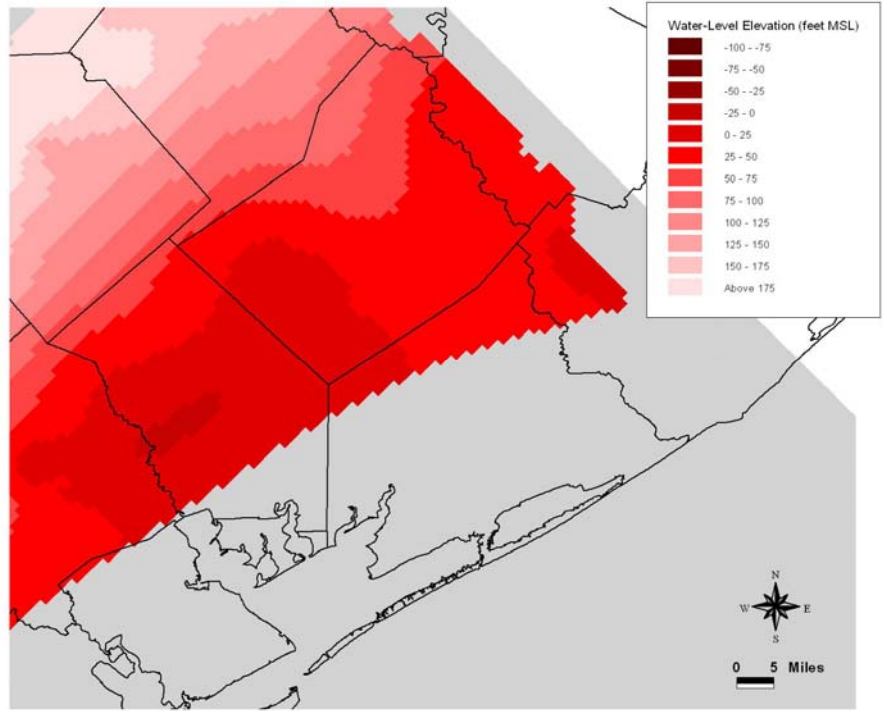 Water-Level Elevation (feet MSL)
-100 - -75
-75 - -50
-50 - -25
-25 - 0
0 - 25
25 - 50
50 - 75
75 - 100
100 - 125
125 - 150
150 - 175
Above 175
N
W E
S
0 5 Miles